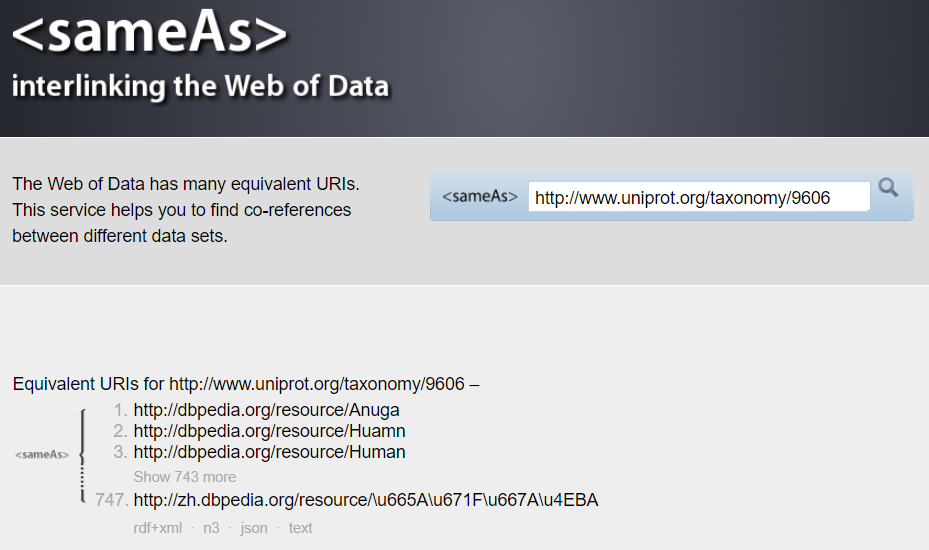 <sameAs>
interlinking the Web of Data
The Web of Data has many equivalent URIs.
This service helps you to find co-references
between different data sets.
<sameAs> http://www.uniprot.org/taxonomy/9606
Equivalent URIs for http://www.uniprot.org/taxonomy/9606 –
<sameAs>
1. http://dbpedia.org/resource/Anuga
2. http://dbpedia.org/resource/Huamn
3. http://dbpedia.org/resource/Human
Show 743 more
747. http://zh.dbpedia.org/resource/\u665A\u671F\u667A\u4EBA
rdf+xml · n3 · json · text